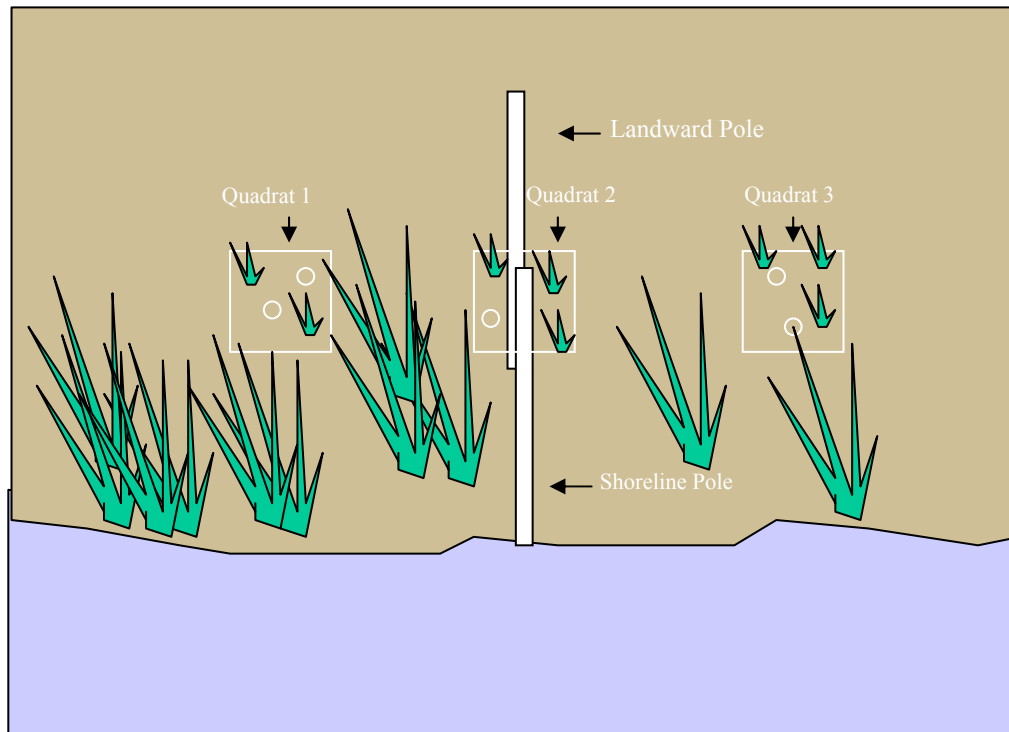 Landward Pole
Quadrat 1
Quadrat 2
Quadrat 3
Shoreline Pole